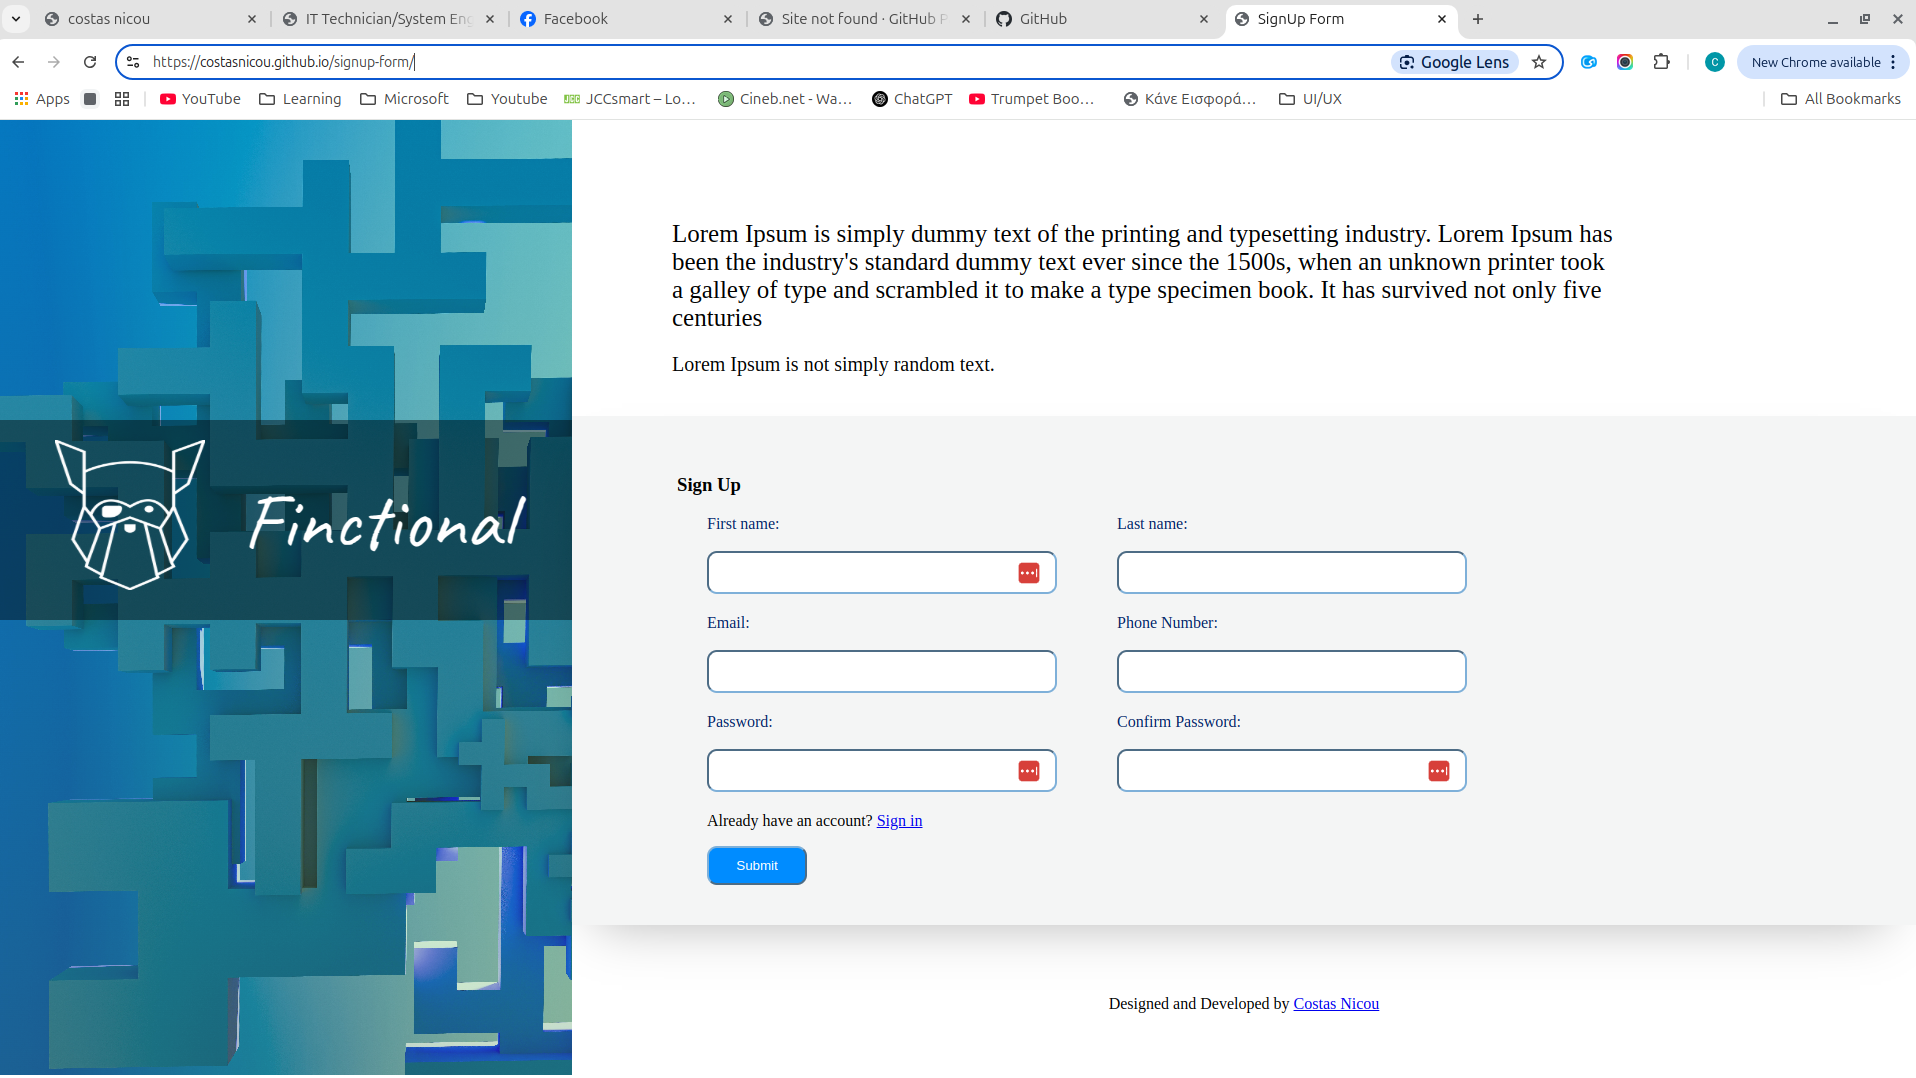 costas nicou
IT Technician/System Eng
Facebook
Site not found · GitHub P
GitHub
SignUp Form
https://costasnicou.github.io/signup-form/
Google Lens
C
New Chrome available
Apps
YouTube
Learning
Microsoft
Youtube
JCCsmart – Lo...
Cineb.net - Wa...
ChatGPT
Trumpet Boo...
Κάνε Εισφορά...
UI/UX
All Bookmarks
Lorem Ipsum is simply dummy text of the printing and typesetting industry. Lorem Ipsum has
been the industry's standard dummy text ever since the 1500s, when an unknown printer took
a galley of type and scrambled it to make a type specimen book. It has survived not only five
centuries
Lorem Ipsum is not simply random text.
Finctional
Sign Up
First name:
Last name:
Email:
Phone Number:
Password:
Confirm Password:
Already have an account? Sign in
Submit
Designed and Developed by Costas Nicou